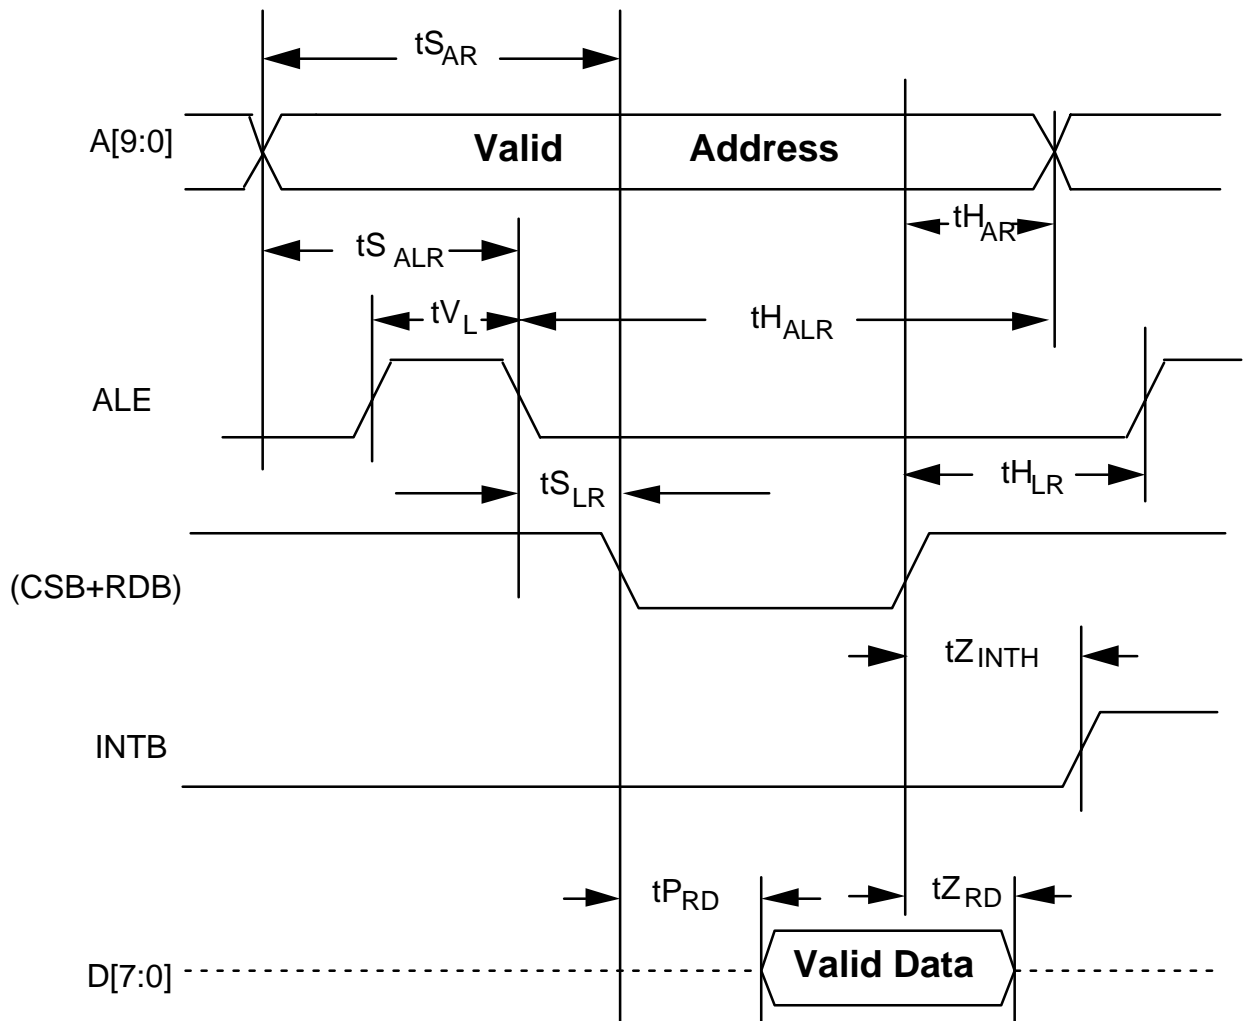 tSAR
A[9:0]
Valid Address
tHAR
tSALR
tVL
tHALR
ALE
tSLR
tHLR
(CSB+RDB)
tZINTH
INTB
tPRD
tZRD
Valid Data
D[7:0]